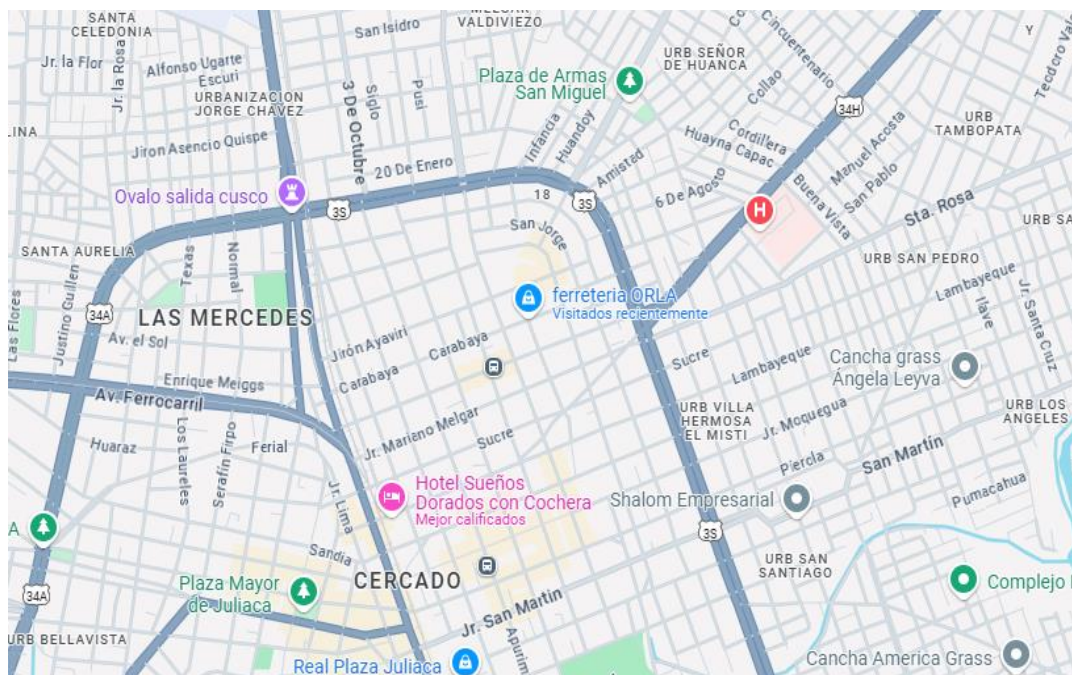 SANTA
CELEDONIA
MELGAR
VALDIVIEZO
San Isidro
Jr. la Flor
Jr. la Rosa
Alfonso Ugarte
Escuri
URBANIZACION
JORGE CHÁVEZ
3 De Octubre
Siglo
Pusi
Plaza de Armas
San Miguel
URB SEÑOR
DE HUANCA
Cincuentenario
Collao
Teodoro Valc
Y
34H
URB
TAMBOPATA
LINA
Jiron Asencio Quispe
20 De Enero
Infancia
Huandoy
Cordillera
Huayna Capac
Manuel Acosta
Amistad
6 De Agosto
Buena Vista
San Pablo
Ovalo salida cusco
3S
18
3S
H
Sta. Rosa
URB SA
San Jorge
SANTA AURELIA
Texas
Normal
URB SAN PEDRO
Lambayeque
Ilave
Jr. Santa Cruz
Las Flores
Justino Guillen
34A
LAS MERCEDES
ferreteria ORLA
Visitados recientemente
Av. el Sol
Jirón Ayaviri
Carabaya
Carabaya
Sucre
Lambayeque
Cancha grass
Ángela Leyva
Enrique Meiggs
Av. Ferrocarril
URB VILLA
HERMOSA
EL MISTI
Jr. Moquegua
URB LOS
ANGELES
Huaraz
Los Laureles
Serafín Firpo
Ferial
Jr. Mariano Melgar
Sucre
Piercla
San Martín
Jr. Lima
Hotel Sueños
Dorados con Cochera
Mejor calificados
Shalom Empresarial
Pumacahua
A
3S
Sandia
URB SAN
SANTIAGO
Plaza Mayor
de Juliaca
CERCADO
34A
Complejo
URB BELLAVISTA
Jr. San Martín
Apurim
Real Plaza Juliaca
Cancha America Grass